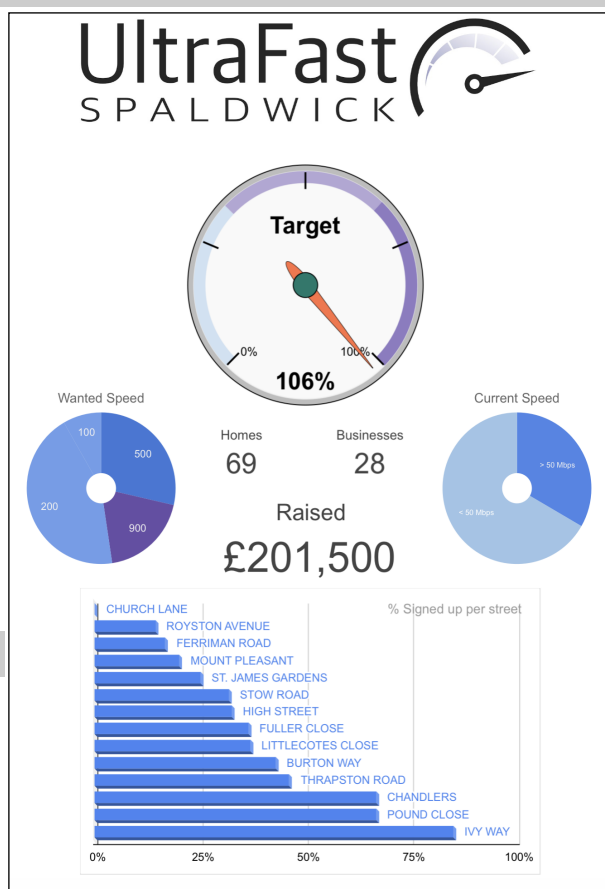 UltraFast
SPALDWICK
Target
0%
100%
106%
Wanted Speed
Current Speed
100
500
200
900
Homes
Businesses
69
28
> 50 Mbps
< 50 Mbps
Raised
£201,500
% Signed up per street
CHURCH LANE
ROYSTON AVENUE
FERRIMAN ROAD
MOUNT PLEASANT
ST. JAMES GARDENS
STOW ROAD
HIGH STREET
FULLER CLOSE
LITTLECOTES CLOSE
BURTON WAY
THRAPSTON ROAD
CHANDLERS
POUND CLOSE
IVY WAY
0%
25%
50%
75%
100%